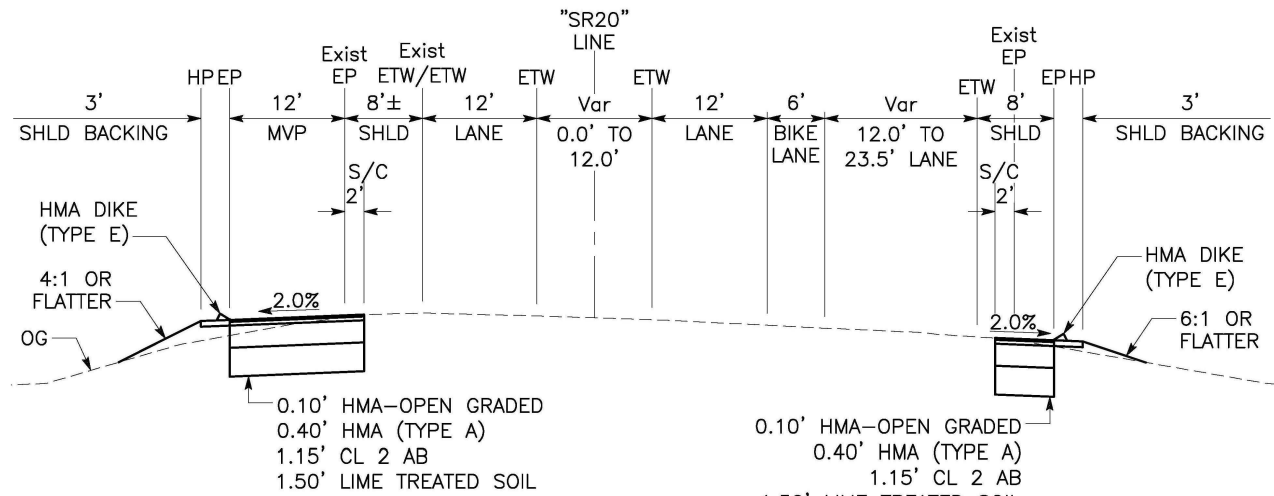 "SR20"
LINE
Exist
EP
Exist
EP
Exist
ETW/ETW
HP EP
ETW
ETW
ETW
EP HP
3'
12'
8'±
12'
Var
12'
6'
Var
8'
3'
SHLD BACKING
MVP
SHLD
LANE
0.0' TO
12.0'
LANE
BIKE
LANE
12.0' TO
23.5' LANE
SHLD
SHLD BACKING
S/C
2'
S/C
2'
HMA DIKE
(TYPE E)
HMA DIKE
(TYPE E)
4:1 OR
FLATTER
2.0%
2.0%
6:1 OR
FLATTER
OG
0.10' HMA-OPEN GRADED
0.40' HMA (TYPE A)
1.15' CL 2 AB
1.50' LIME TREATED SOIL
0.10' HMA-OPEN GRADED
0.40' HMA (TYPE A)
1.15' CL 2 AB
1.50' LIME TREATED SOIL